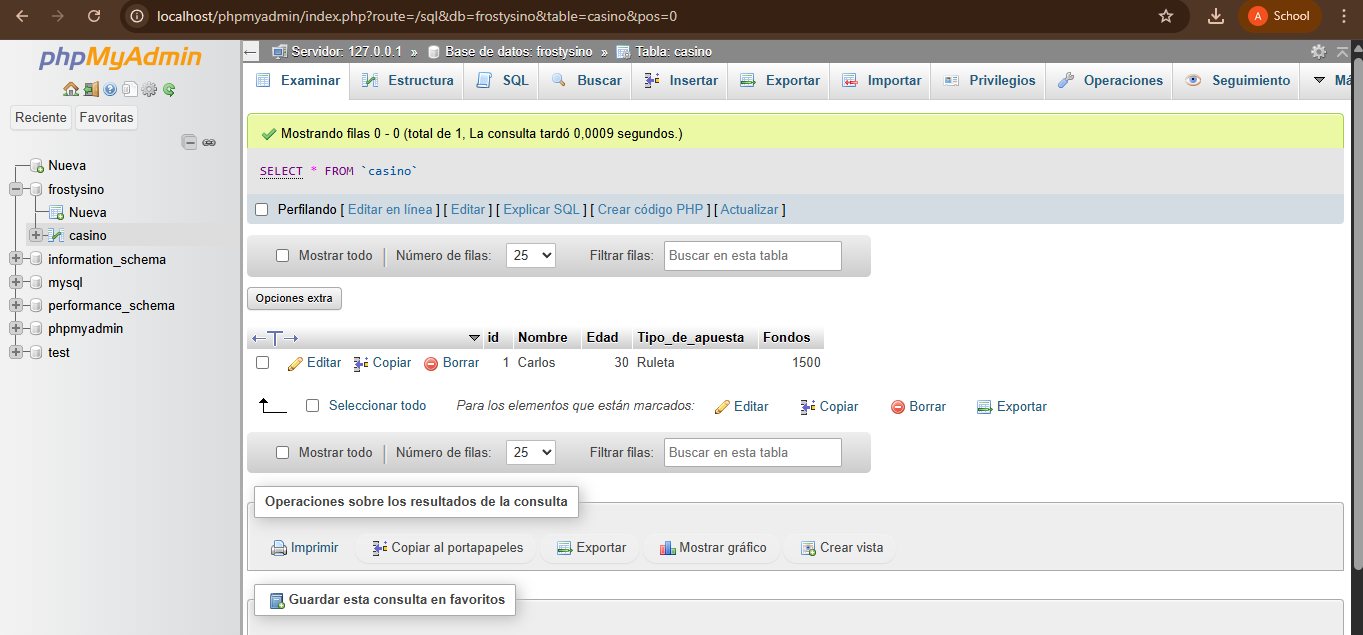 localhost/phpmyadmin/index.php?route=/sql&db=frostysino&table=casino&pos=0
A School
phpMyAdmin
Reciente Favoritas
Nueva
frostysino
Nueva
casino
information_schema
mysql
performance_schema
phpmyadmin
test
Servidor: 127.0.0.1 » Base de datos: frostysino » Tabla: casino
Examinar Estructura SQL Buscar Insertar Exportar Importar Privilegios Operaciones Seguimiento
Mostrando filas 0 - 0 (total de 1, La consulta tardó 0,0009 segundos.)
SELECT * FROM `casino`
Perfilando [ Editar en línea ] [ Editar ] [ Explicar SQL ] [ Crear código PHP ] [ Actualizar ]
Mostrar todo | Número de filas: 25 Filtrar filas: Buscar en esta tabla
Opciones extra
←T→ id Nombre Edad Tipo_de_apuesta Fondos
Editar Copiar Borrar 1 Carlos 30 Ruleta 1500
Seleccionar todo Para los elementos que están marcados: Editar Copiar Borrar Exportar
Mostrar todo | Número de filas: 25 Filtrar filas: Buscar en esta tabla
Operaciones sobre los resultados de la consulta
Imprimir Copiar al portapapeles Exportar Mostrar gráfico Crear vista
Guardar esta consulta en favoritos